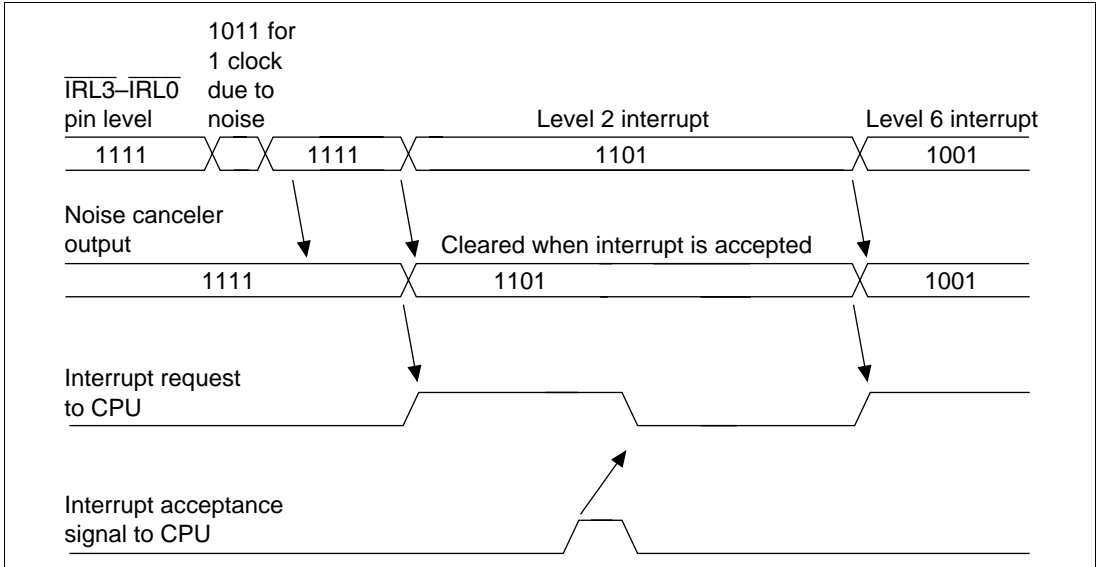 1011 for
1 clock
due to
noise
IRL3–IRL0
pin level
Level 2 interrupt
Level 6 interrupt
1111
1111
1101
1001
Noise canceler
output
Cleared when interrupt is accepted
1111
1101
1001
Interrupt request
to CPU
Interrupt acceptance
signal to CPU